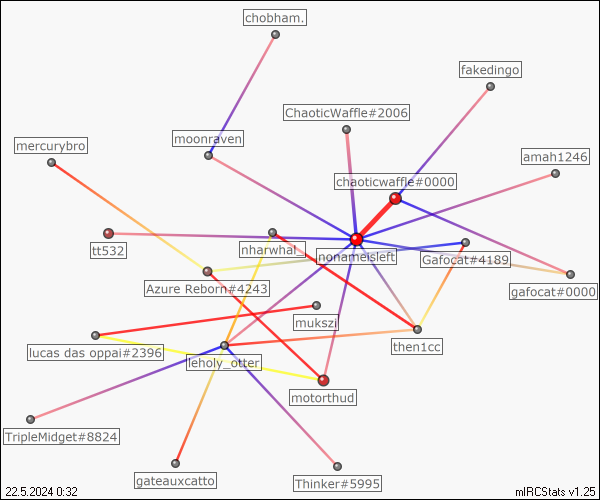 chobham.
fakedingo
ChaoticWaffle#2006
moonraven
mercurybro
amah1246
chaoticwaffle#0000
tt532
nharwhal_
nonameisleft
Gafocat#4189
Azure Reborn#4243
gafocat#0000
mukszi
then1cc
lucas das oppai#2396
leholy_otter
motorthud
TripleMidget#8824
gateauxcatto
Thinker#5995
22.5.2024 0:32
mIRCStats v1.25